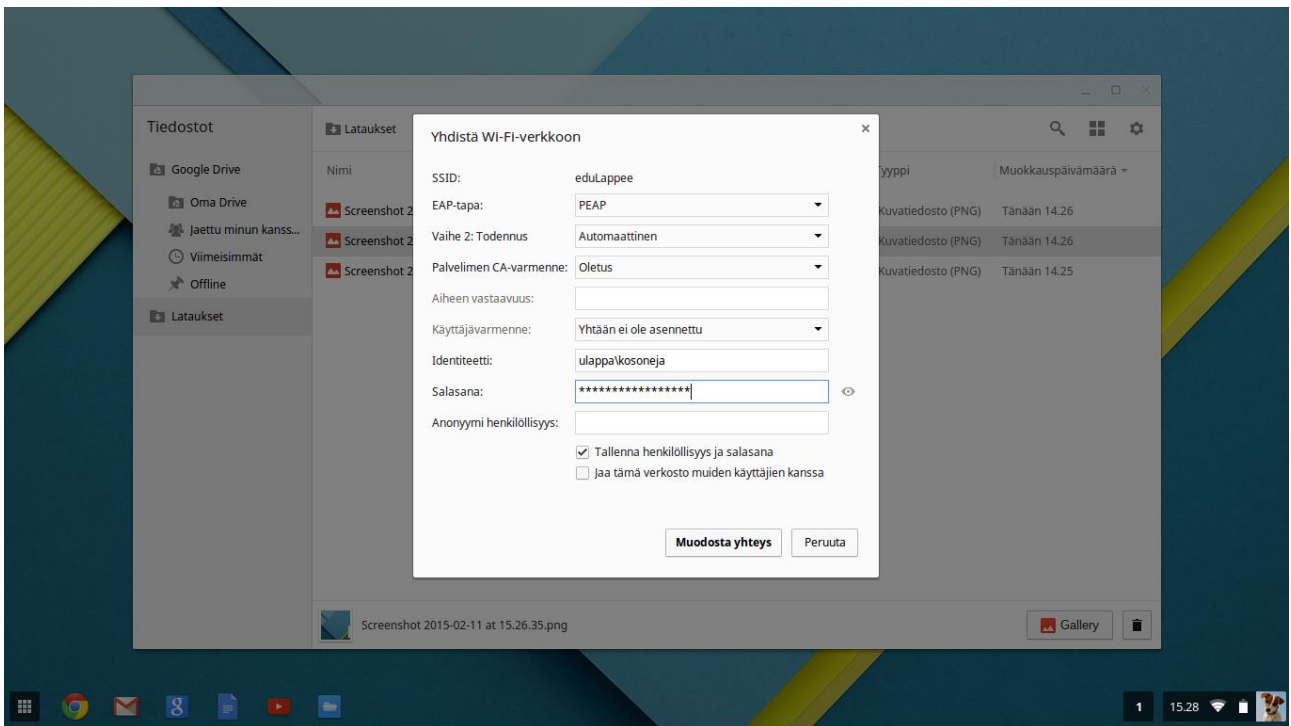 Tiedostot
Lataukset
Google Drive
Nimi
Tyyppi
Muokkauspäivämäärä
Oma Drive
Jaettu minun kanss...
Viimeisimmät
Offline
Lataukset
Screenshot 2
Kuvatiedosto (PNG)
Tänään 14.26
Screenshot 2
Kuvatiedosto (PNG)
Tänään 14.26
Screenshot 2
Kuvatiedosto (PNG)
Tänään 14.25
Yhdistä Wi-Fi-verkkoon
SSID: eduLappee
EAP-tapa: PEAP
Vaihe 2: Todennus Automaattinen
Palvelimen CA-varmenne: Oletus
Aiheen vastaavuus:
Käyttäjävarmenne: Yhtään ei ole asennettu
Identiteetti: ulappa\kosoneja
Salasana: *****************
Anonyymi henkilöllisyys:
Tallenna henkilöllisyys ja salasana
Jaa tämä verkosto muiden käyttäjien kanssa
Muodosta yhteys Peruuta
Screenshot 2015-02-11 at 15.26.35.png
Gallery
8
1 15.28